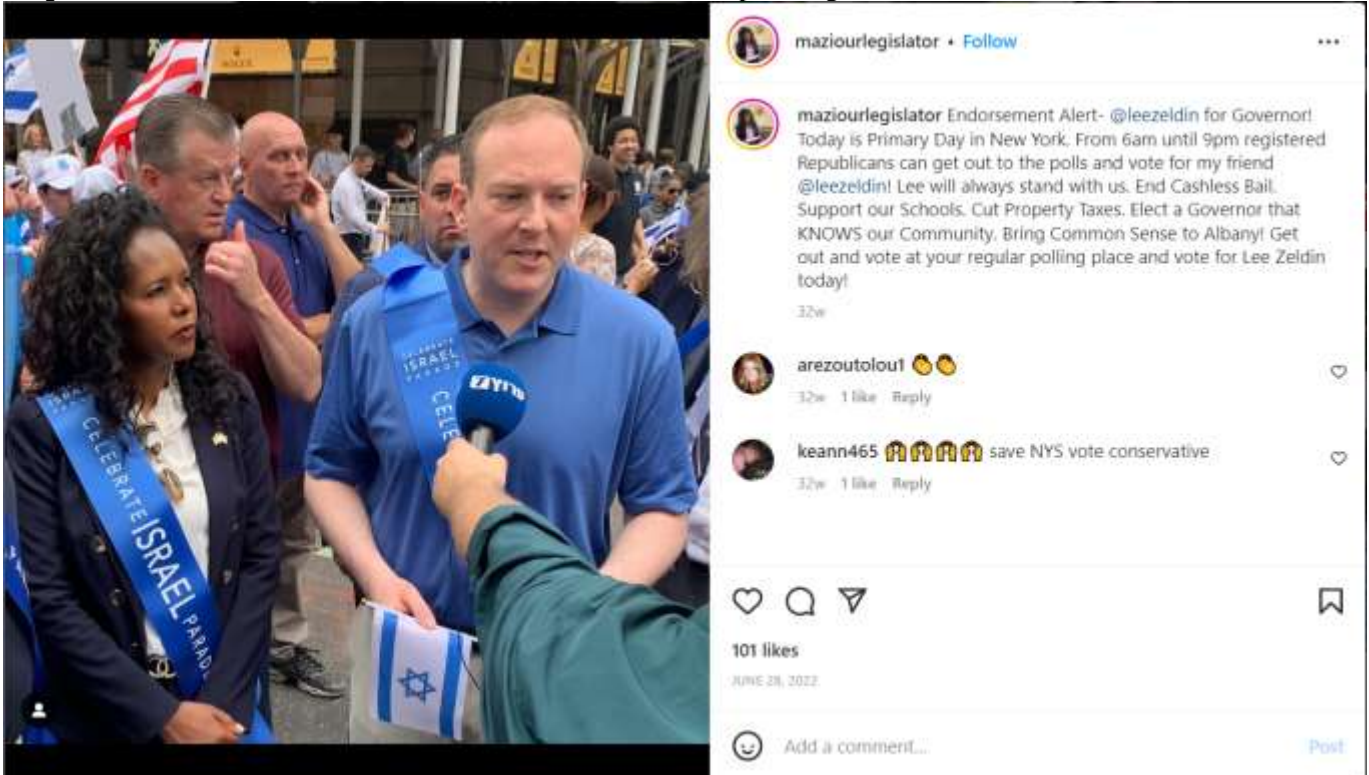 maziourlegislator • Follow
maziourlegislator Endorsement Alert- @leezeldin for Governor!
Today is Primary Day in New York. From 6am until 9pm registered
Republicans can get out to the polls and vote for my friend
@leezeldin! Lee will always stand with us. End Cashless Bail.
Support our Schools. Cut Property Taxes. Elect a Governor that
KNOWS our Community. Bring Common Sense to Albany! Get
out and vote at your regular polling place and vote for Lee Zeldin
today!
32w
arezoutolou1 👏👏
32w 1 like Reply
keann465 🙌🙌🙌🙌 save NYS vote conservative
32w 1 like Reply
101 likes
JUNE 28, 2022
Add a comment...
Post
ROLEX
CELEBRATE
ISRAEL
PARADE
CELE
CELEBRATE ISRAEL PARAD